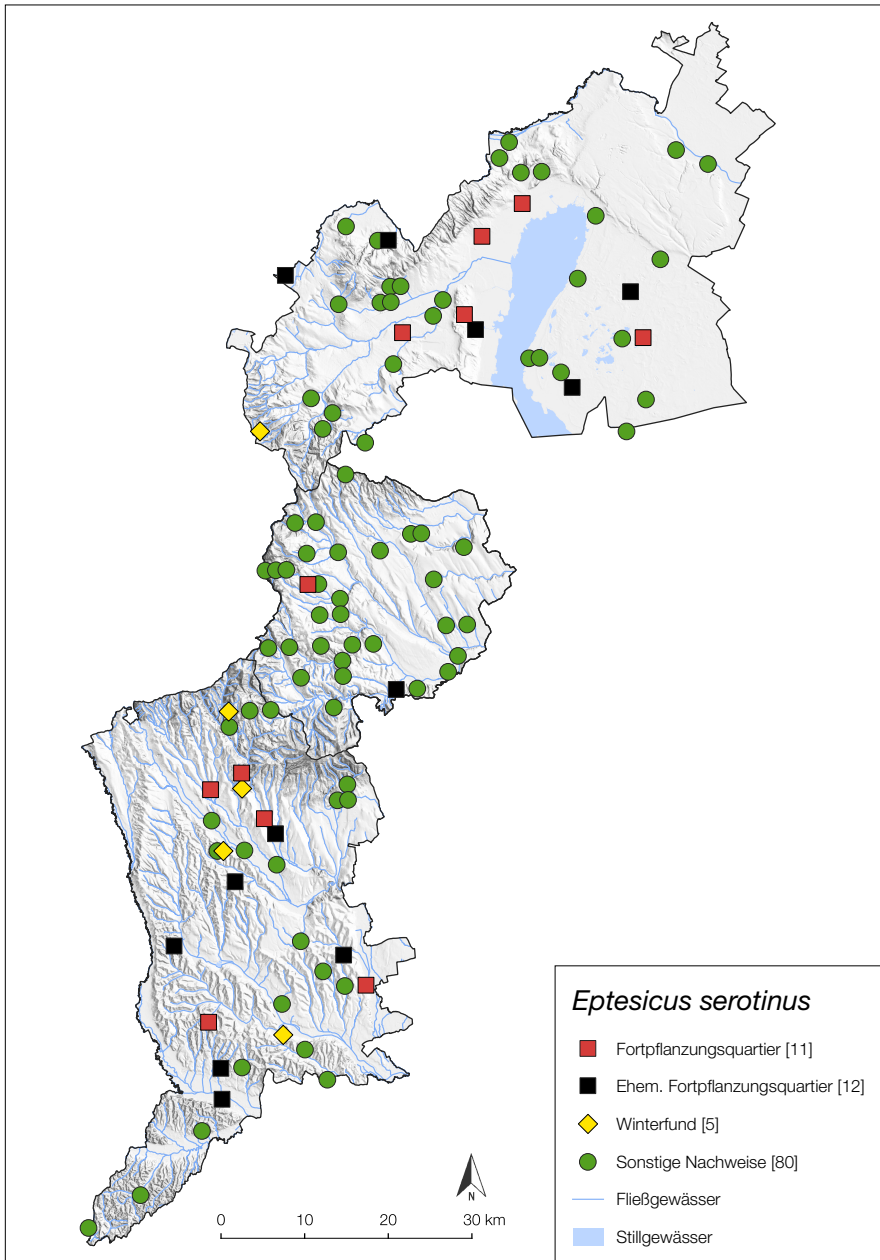 Eptesicus serotinus
Fortpflanzungsquartier [11]
Ehem. Fortpflanzungsquartier [12]
Winterfund [5]
Sonstige Nachweise [80]
Fließgewässer
Stillgewässer
N
0 10 20 30 km